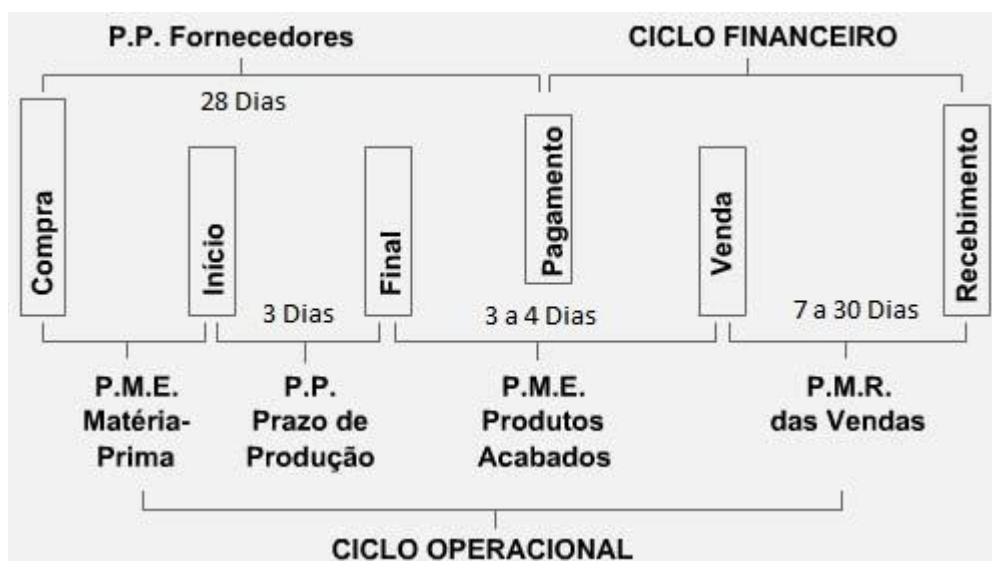 P.P. Fornecedores
CICLO FINANCEIRO
28 Dias
Compra
Início
Final
Pagamento
Venda
Recebimento
3 Dias
3 a 4 Dias
7 a 30 Dias
P.M.E.
Matéria-
Prima
P.P.
Prazo de
Produção
P.M.E.
Produtos
Acabados
P.M.R.
das Vendas
CICLO OPERACIONAL